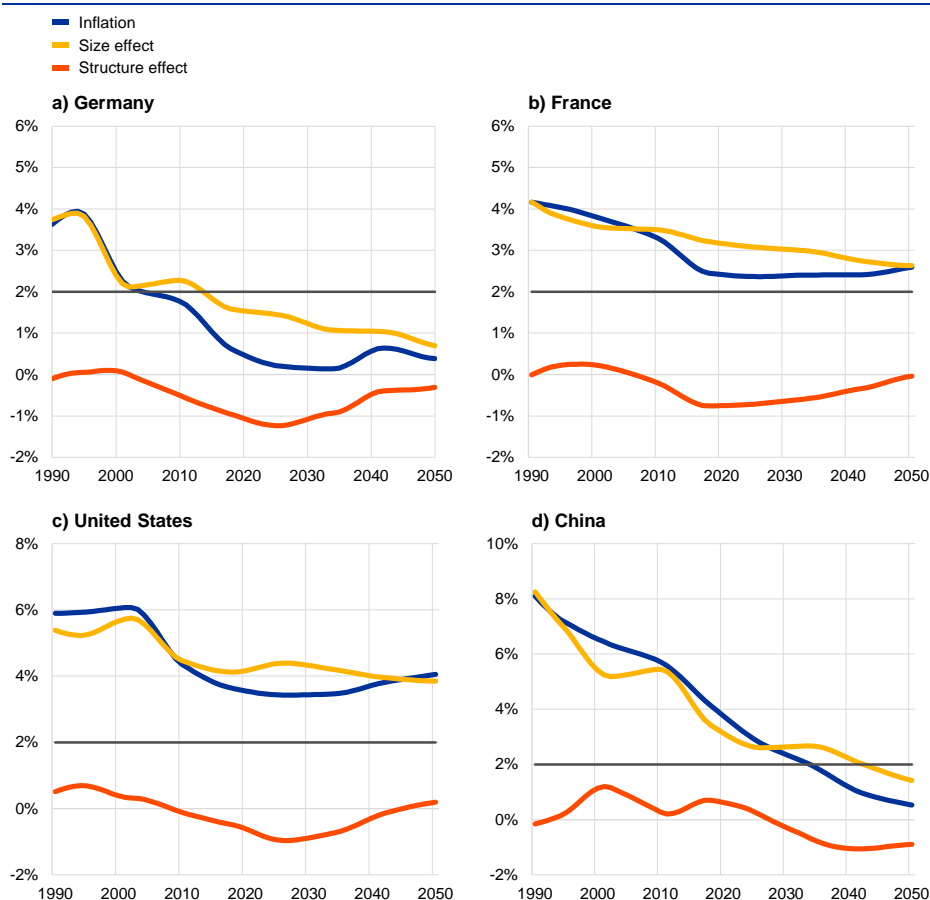 Inflation
Size effect
Structure effect
a) Germany
6%
5%
4%
3%
2%
1%
0%
-1%
-2%
1990 2000 2010 2020 2030 2040 2050
b) France
6%
5%
4%
3%
2%
1%
0%
-1%
-2%
1990 2000 2010 2020 2030 2040 2050
c) United States
8%
6%
4%
2%
0%
-2%
1990 2000 2010 2020 2030 2040 2050
d) China
10%
8%
6%
4%
2%
0%
-2%
1990 2000 2010 2020 2030 2040 2050